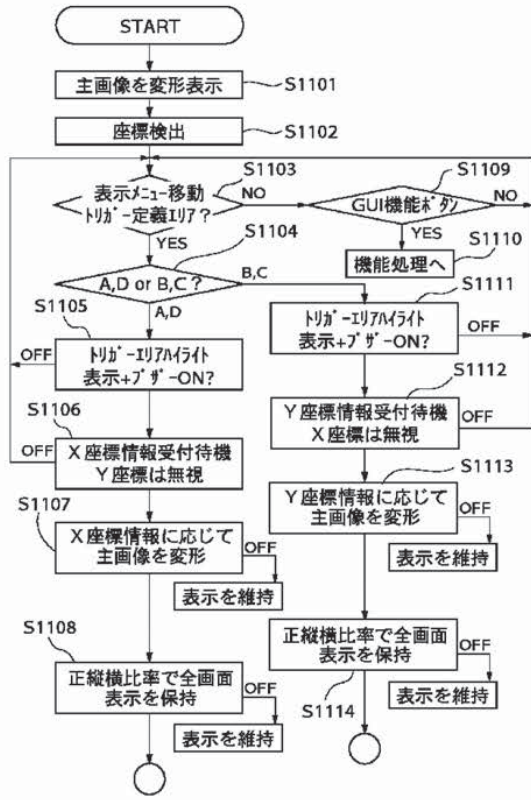 START
主画像を変形表示
S1101
座標検出
S1102
表示メニュー移動
トリガー定義エリア？
S1103
NO
YES
GUI機能ボタン
S1109
NO
YES
機能処理へ
S1110
A,D or B,C？
S1104
B,C
A,D
S1105
トリガーエリアハイライト
表示+ブザーON?
OFF
S1111
トリガーエリアハイライト
表示+ブザーON?
OFF
S1106
X座標情報受付待機
Y座標は無視
OFF
S1112
Y座標情報受付待機
X座標は無視
OFF
S1107
X座標情報に応じて
主画像を変形
OFF
表示を維持
S1113
Y座標情報に応じて
主画像を変形
OFF
表示を維持
S1108
正縦横比率で全画面
表示を保持
OFF
表示を維持
正縦横比率で全画面
表示を保持
S1114
OFF
表示を維持